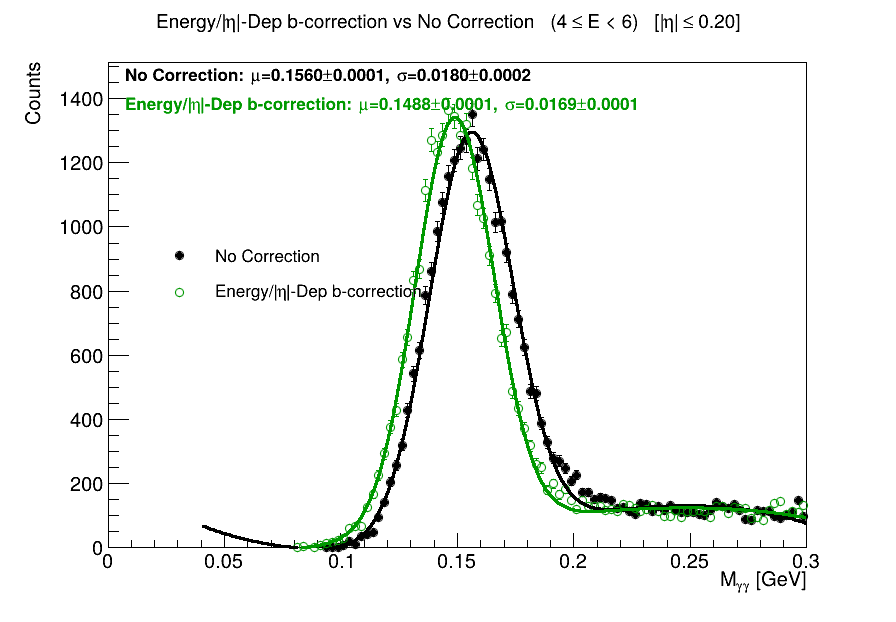 Energy/|η|-Dep b-correction vs No Correction (4 ≤ E < 6) [|η| ≤ 0.20]
No Correction: μ=0.1560±0.0001, σ=0.0180±0.0002
Energy/|η|-Dep b-correction: μ=0.1488±0.0001, σ=0.0169±0.0001
Counts
1400
1200
1000
800
600
400
200
0
No Correction
Energy/|η|-Dep b-correction
0 0.05 0.1 0.15 0.2 0.25 0.3
Mγγ [GeV]